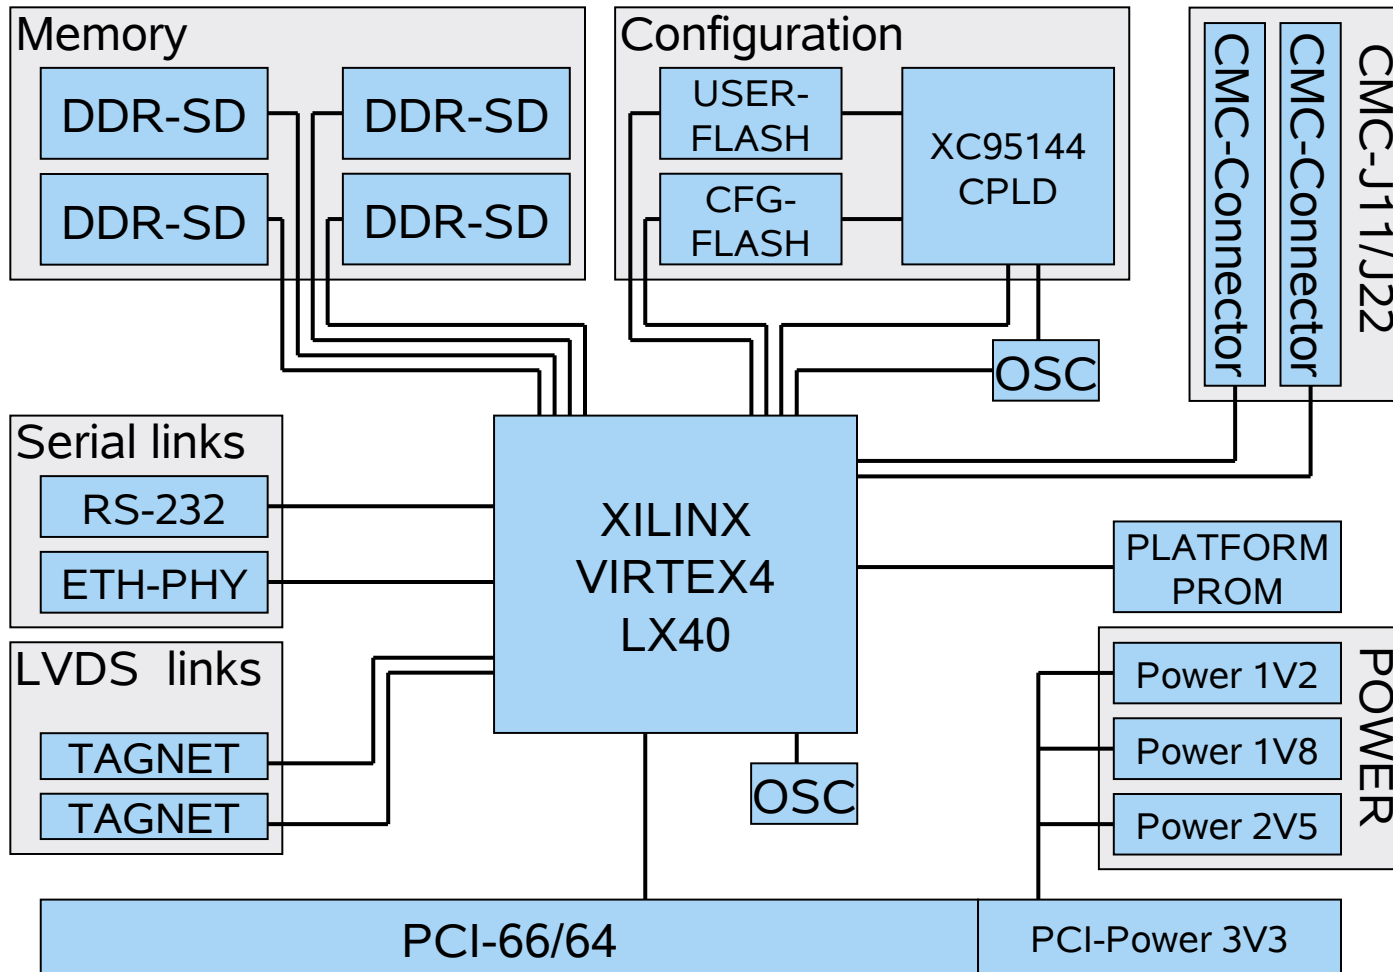 Memory
DDR-SD
DDR-SD
DDR-SD
DDR-SD
Configuration
USER-
FLASH
CFG-
FLASH
XC95144
CPLD
OSC
CMC-Connector
CMC-Connector
CMC-J11/J22
Serial links
RS-232
ETH-PHY
XILINX
VIRTEX4
LX40
PLATFORM
PROM
LVDS links
TAGNET
TAGNET
OSC
Power 1V2
Power 1V8
Power 2V5
POWER
PCI-66/64
PCI-Power 3V3